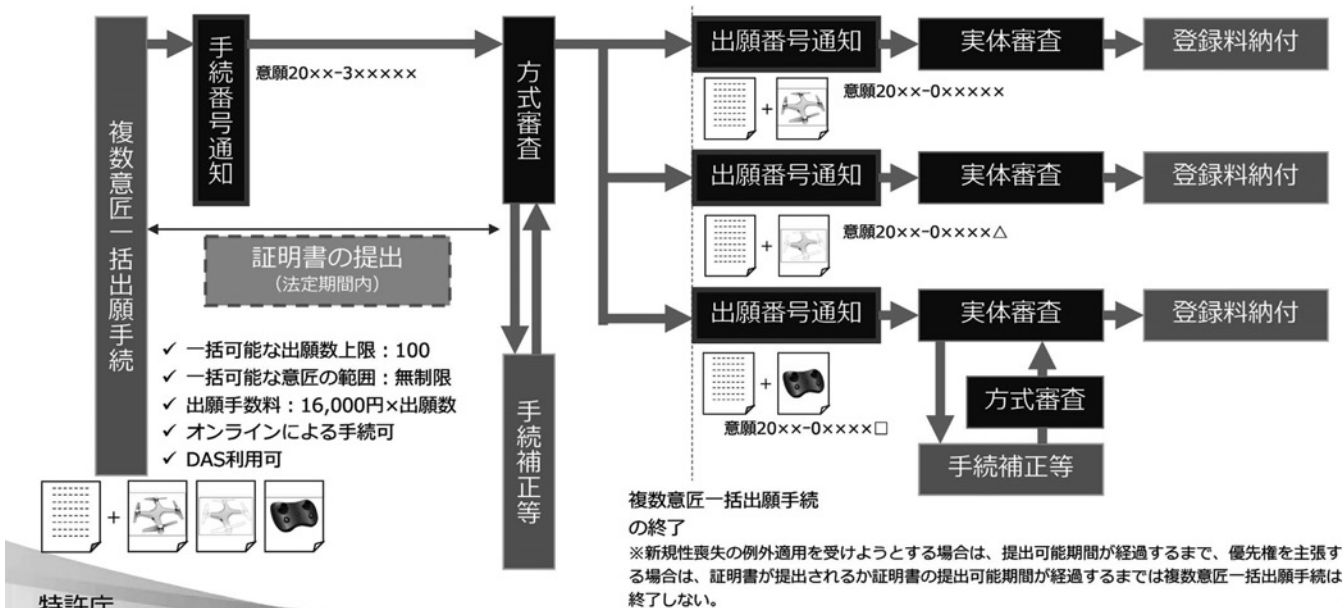 複数意匠一括出願手続
手続番号通知
意願20××-3×××××
方式審査
証明書の提出
（法定期間内）
✓ 一括可能な出願数上限：100
✓ 一括可能な意匠の範囲：無制限
✓ 出願手数料：16,000円×出願数
✓ オンラインによる手続可
✓ DAS利用可
+
手続補正等
出願番号通知
実体審査
登録料納付
+
意願20××-0×××××
出願番号通知
実体審査
登録料納付
+
意願20××-0××××△
出願番号通知
実体審査
登録料納付
+
意願20××-0××××□
方式審査
手続補正等
複数意匠一括出願手続
の終了
※新規性喪失の例外適用を受けようとする場合は、提出可能期間が経過するまで、優先権を主張す
る場合は、証明書が提出されるか証明書の提出可能期間が経過するまでは複数意匠一括出願手続は
終了しない。
特許庁